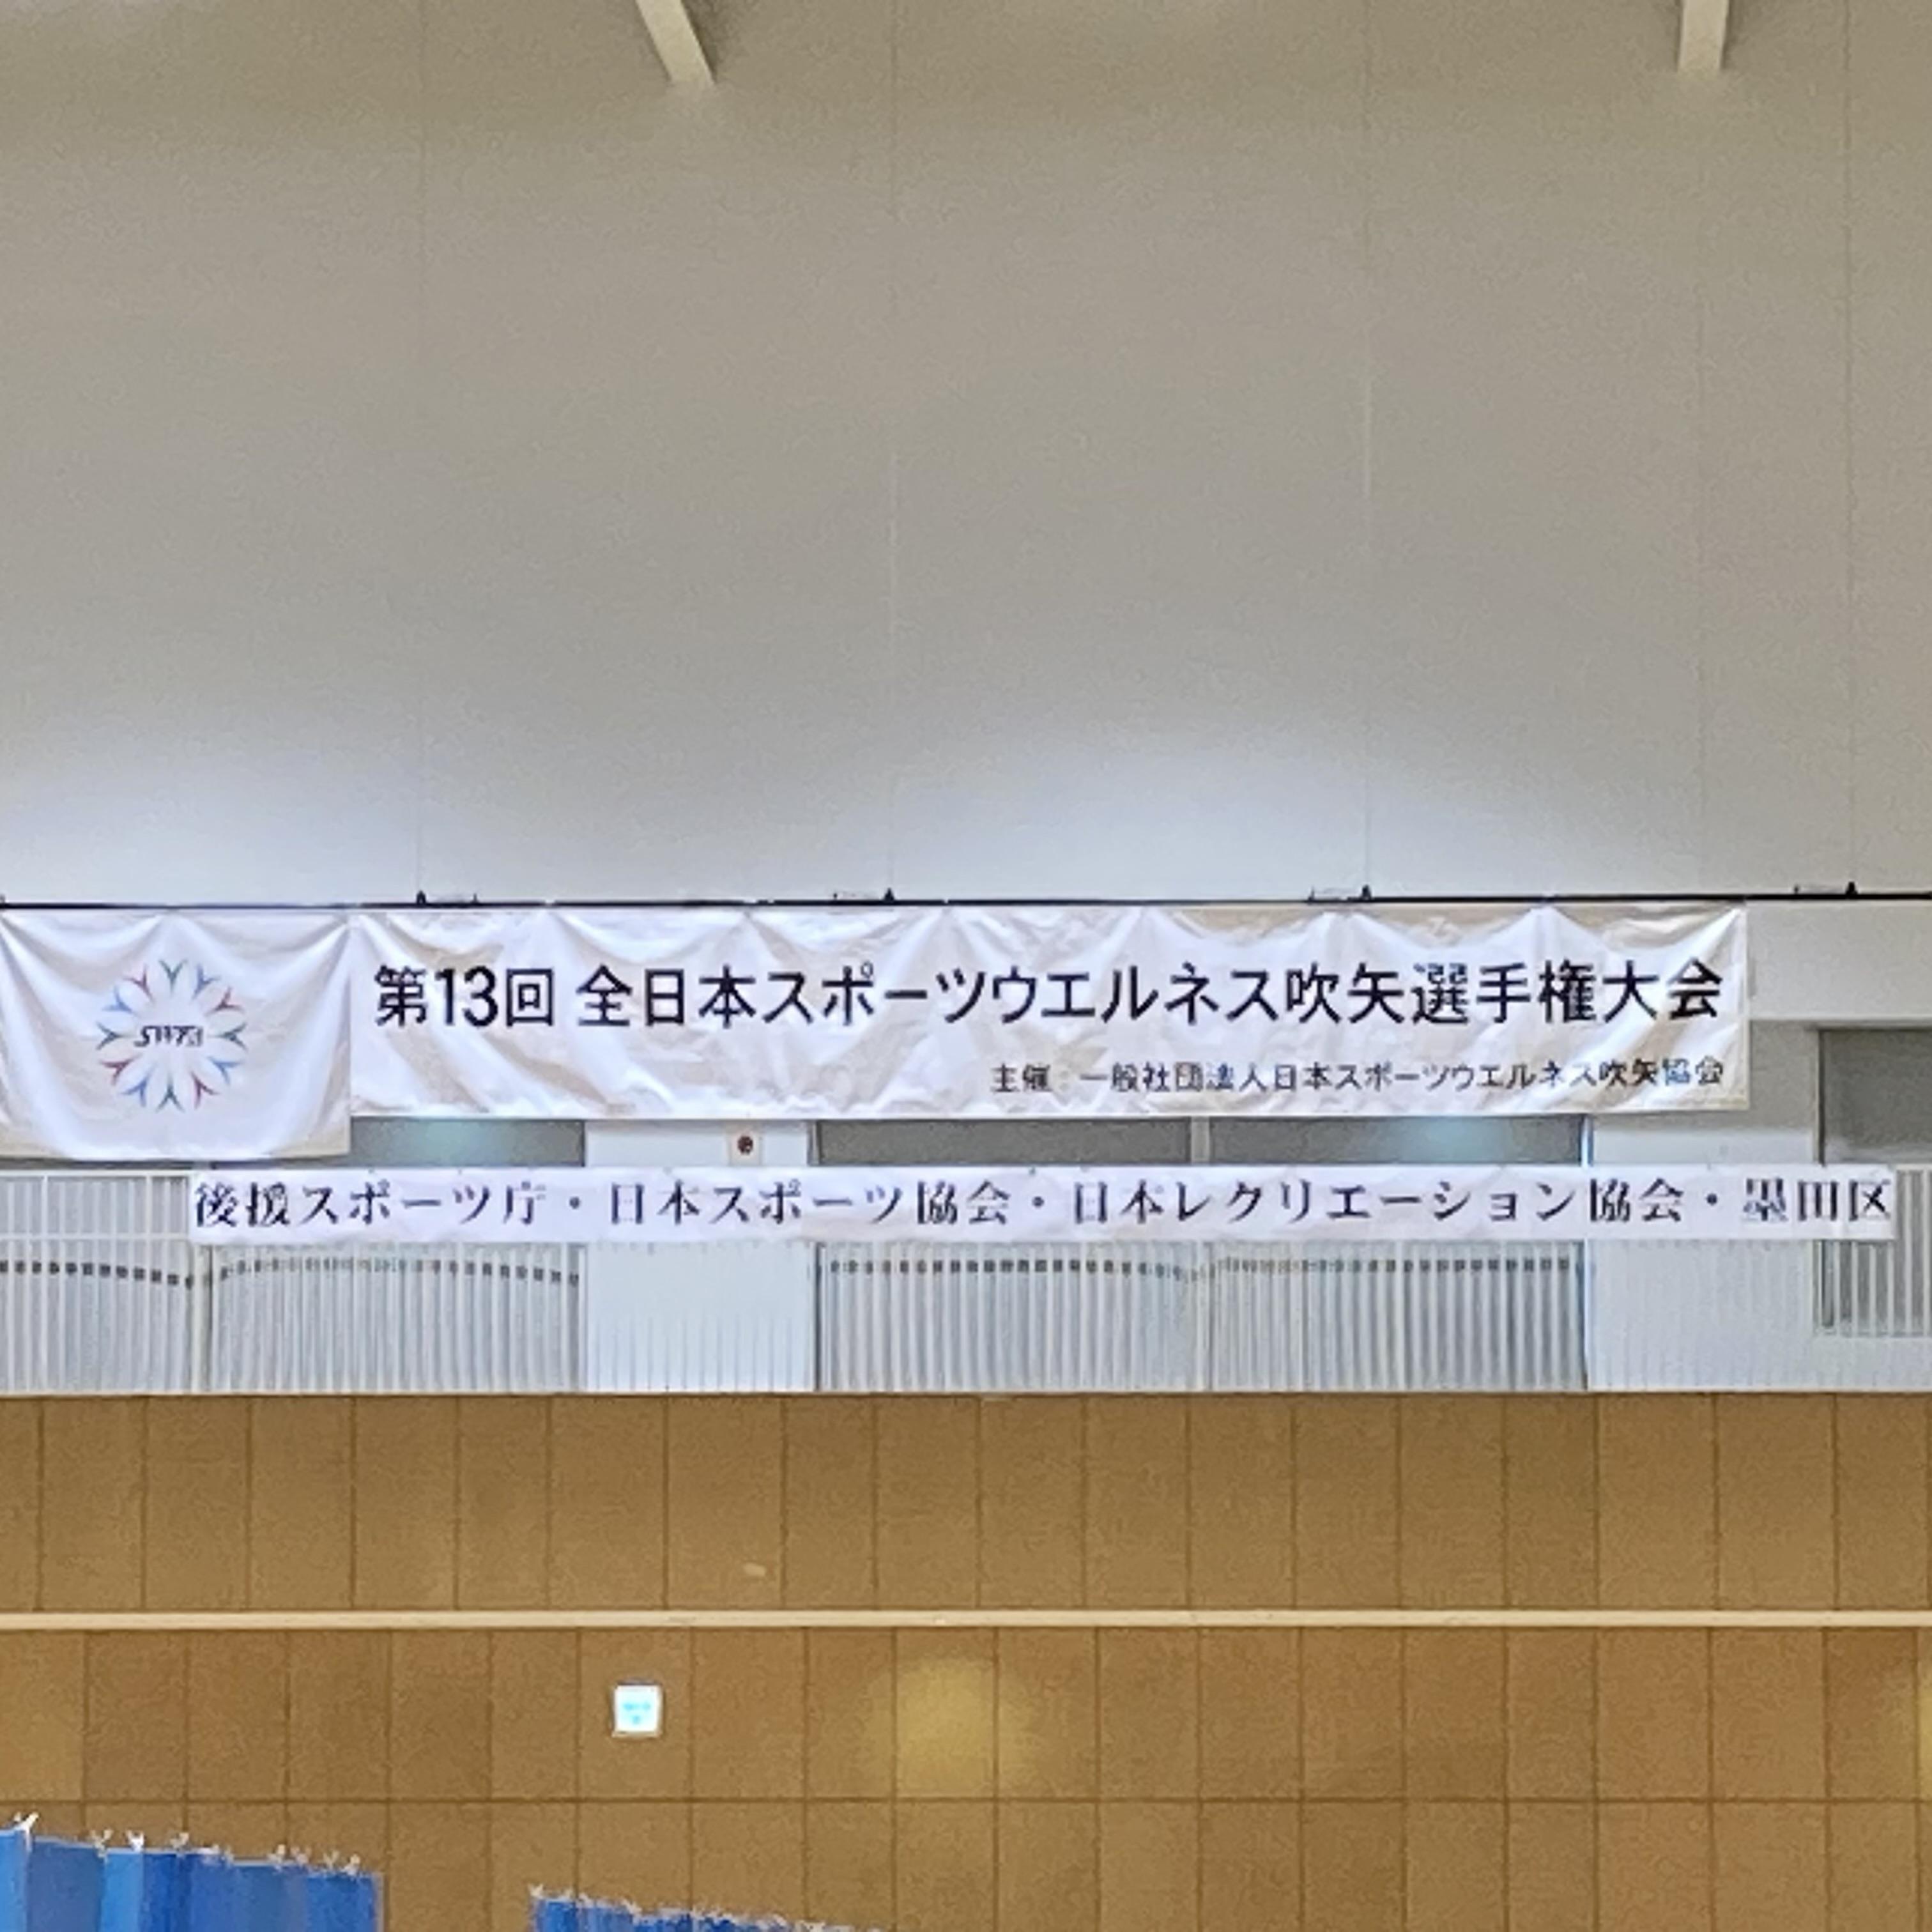 SWFA
第13回 全日本スポーツウエルネス吹矢選手権大会
主催：一般社団法人日本スポーツウエルネス吹矢協会
後援スポーツ庁・日本スポーツ協会・日本レクリエーション協会・墨田区